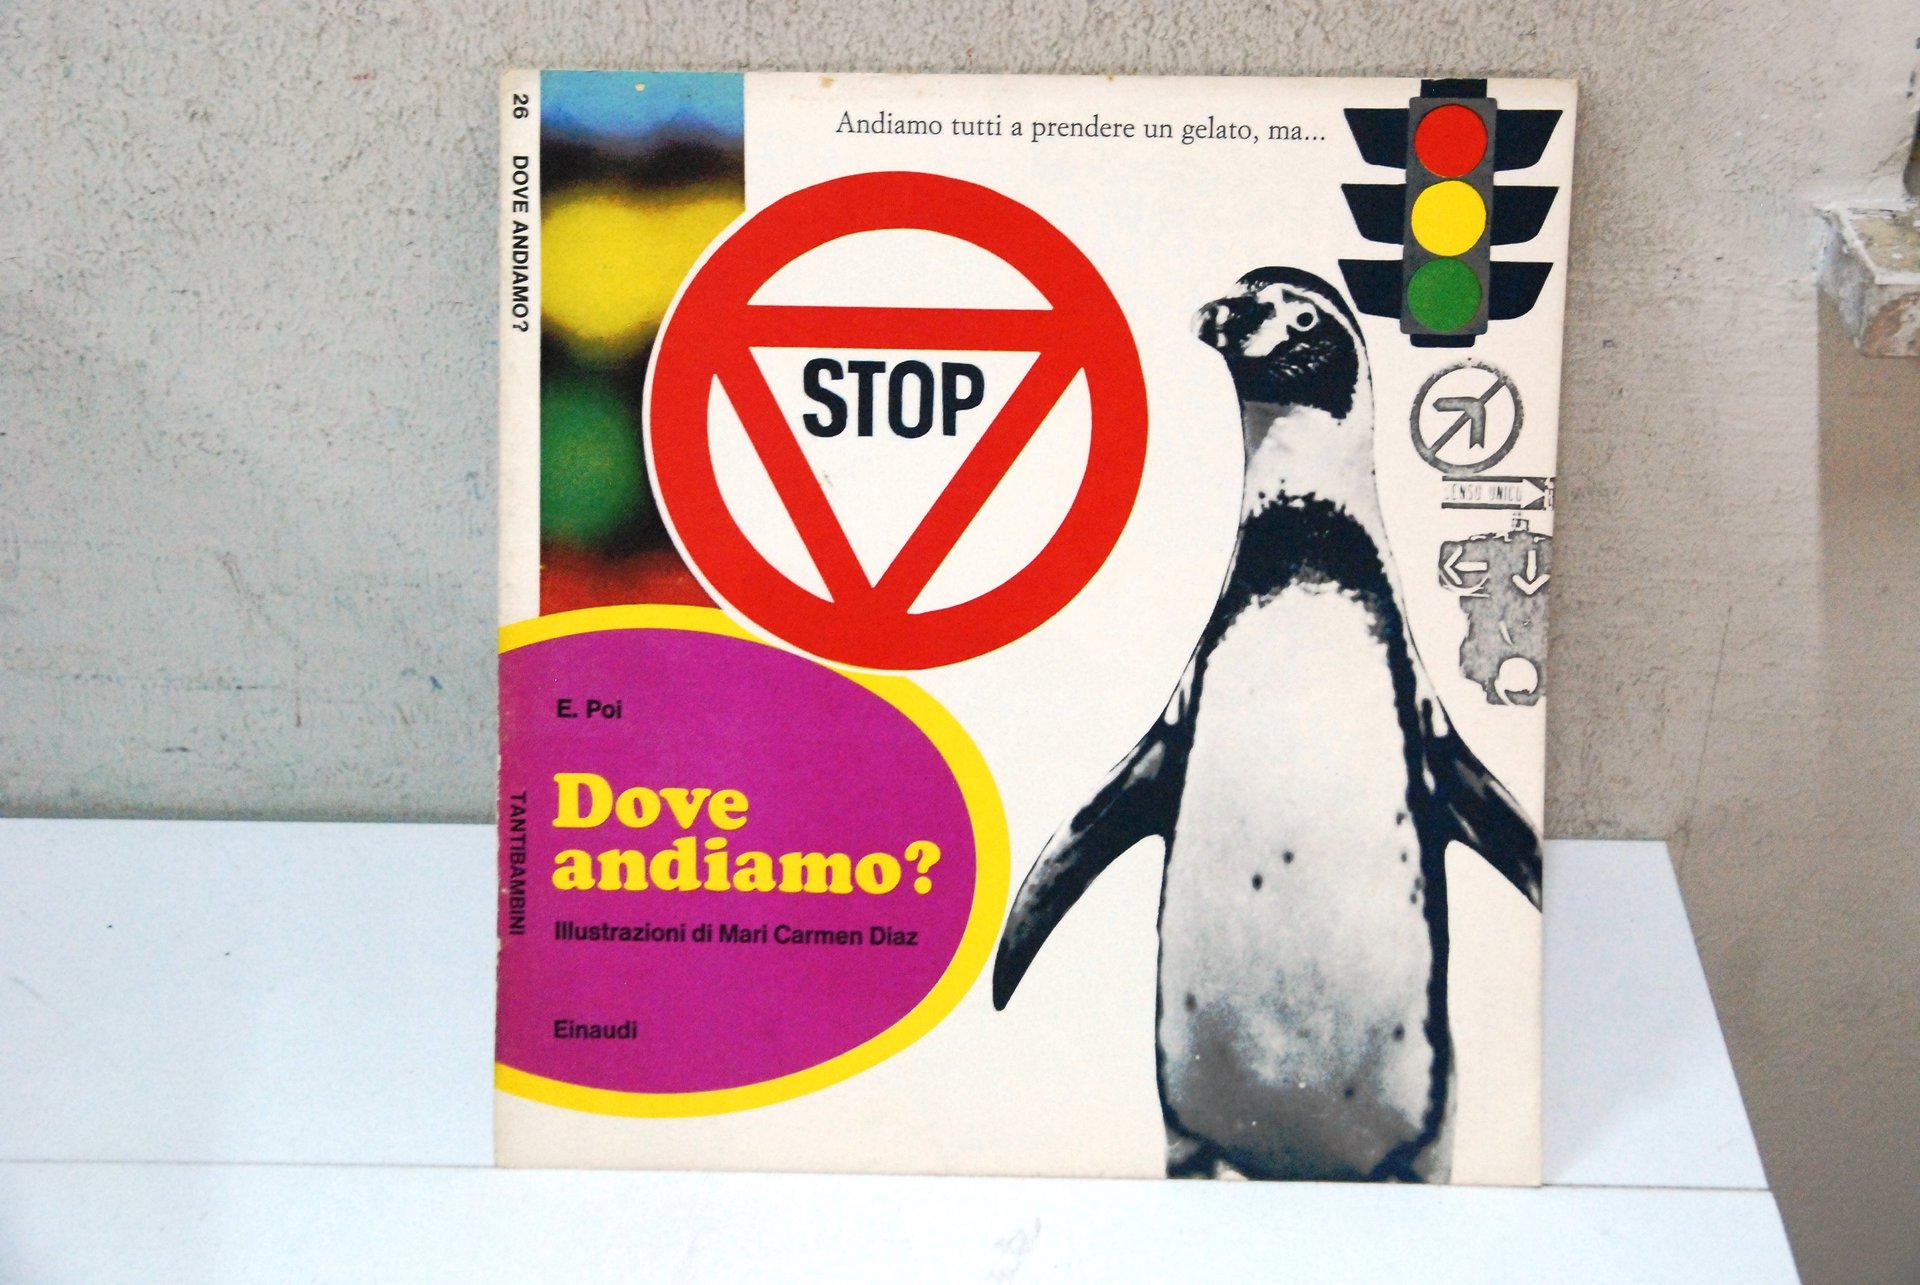 26 DOVE ANDIAMO? TANTIBAMBINI
Andiamo tutti a prendere un gelato, ma...
STOP
SENSO UNICO
E. Poi
Dove
andiamo?
Illustrazioni di Mari Carmen Diaz
Einaudi